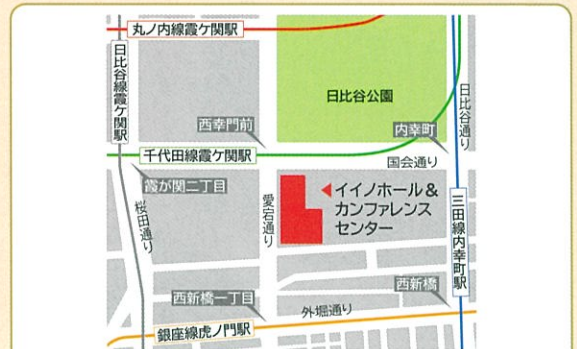 丸ノ内線霞ケ関駅
日比谷線霞ケ関駅
日比谷公園
日比谷通り
西幸門前
内幸町
千代田線霞ケ関駅
国会通り
霞が関二丁目
桜田通り
愛宕通り
イイノホール&
カンファレンス
センター
三田線内幸町駅
西新橋一丁目
西新橋
外堀通り
銀座線虎ノ門駅